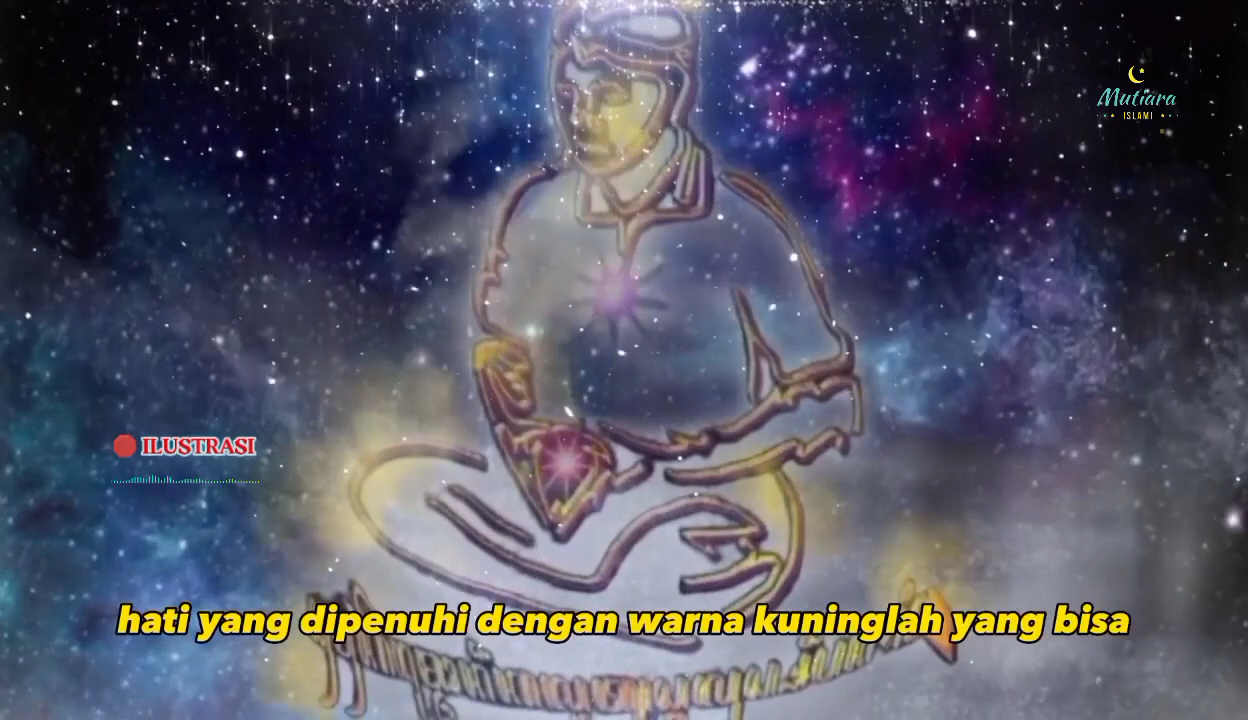 Mutiara
ISLAMI
ILUSTRASI
hati yang dipenuhi dengan warna kuninglah yang bisa